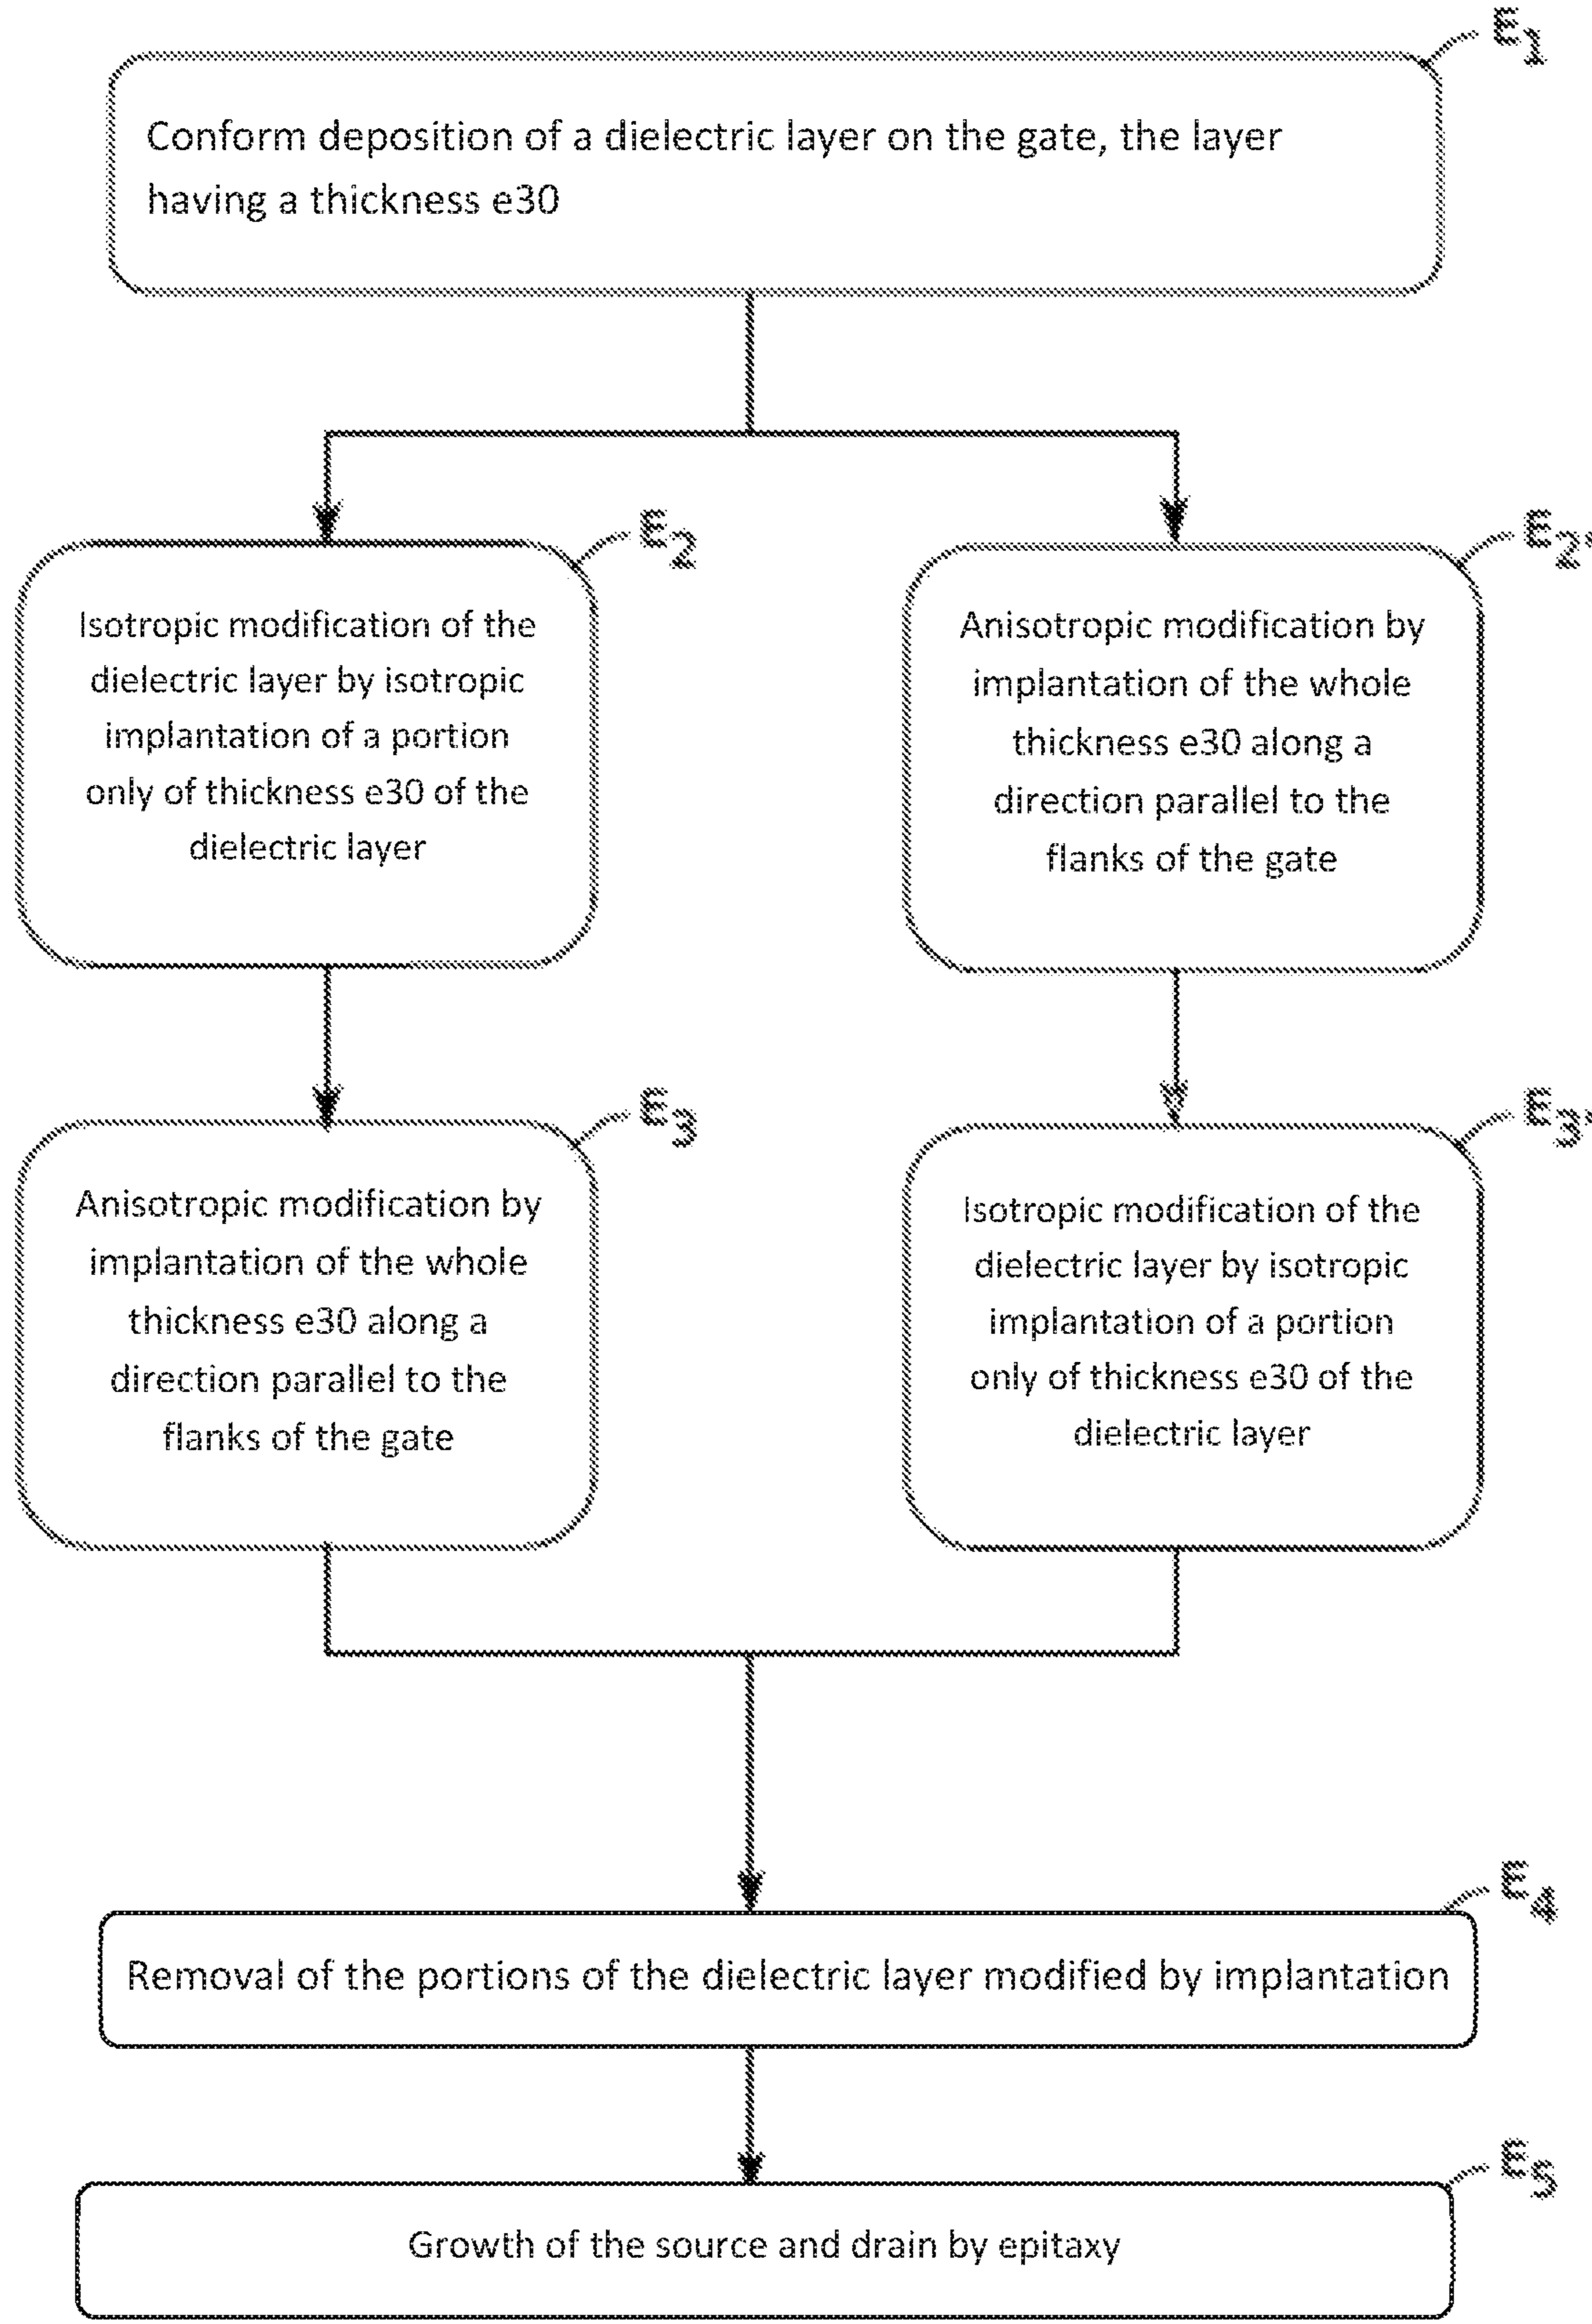 E1
Conform deposition of a dielectric layer on the gate, the layer
having a thickness e30
E2
Isotropic modification of the
dielectric layer by isotropic
implantation of a portion
only of thickness e30 of the
dielectric layer
E2'
Anisotropic modification by
implantation of the whole
thickness e30 along a
direction parallel to the
flanks of the gate
E3
Anisotropic modification by
implantation of the whole
thickness e30 along a
direction parallel to the
flanks of the gate
E3'
Isotropic modification of the
dielectric layer by isotropic
implantation of a portion
only of thickness e30 of the
dielectric layer
E4
Removal of the portions of the dielectric layer modified by implantation
E5
Growth of the source and drain by epitaxy